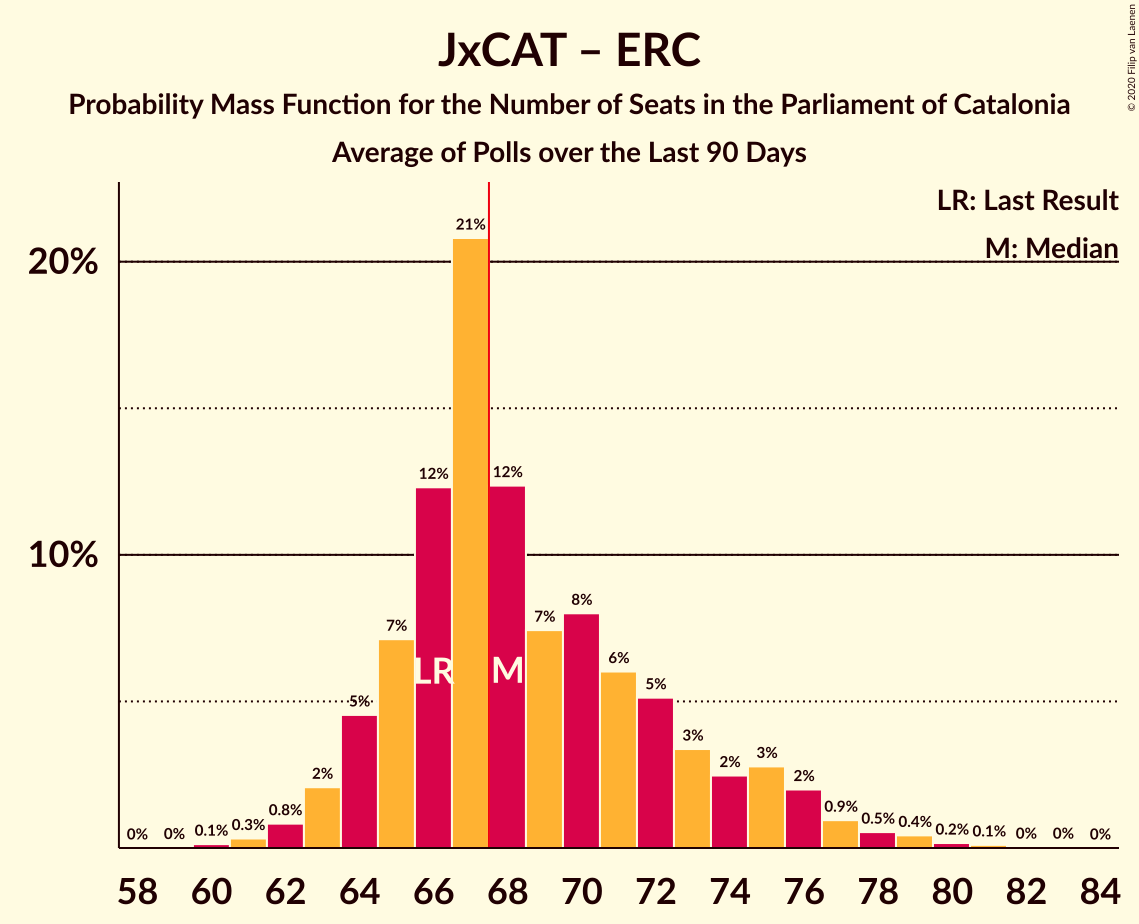 JxCAT – ERC
Probability Mass Function for the Number of Seats in the Parliament of Catalonia
Average of Polls over the Last 90 Days
© 2020 Filip van Laenen
LR: Last Result
M: Median
20%
10%
0% 0% 0.1% 0.3% 0.8% 2% 5% 7% 12% 21% 12% 7% 8% 6% 5% 3% 2% 3% 2% 0.9% 0.5% 0.4% 0.2% 0.1% 0% 0% 0%
LR M
58 60 62 64 66 68 70 72 74 76 78 80 82 84